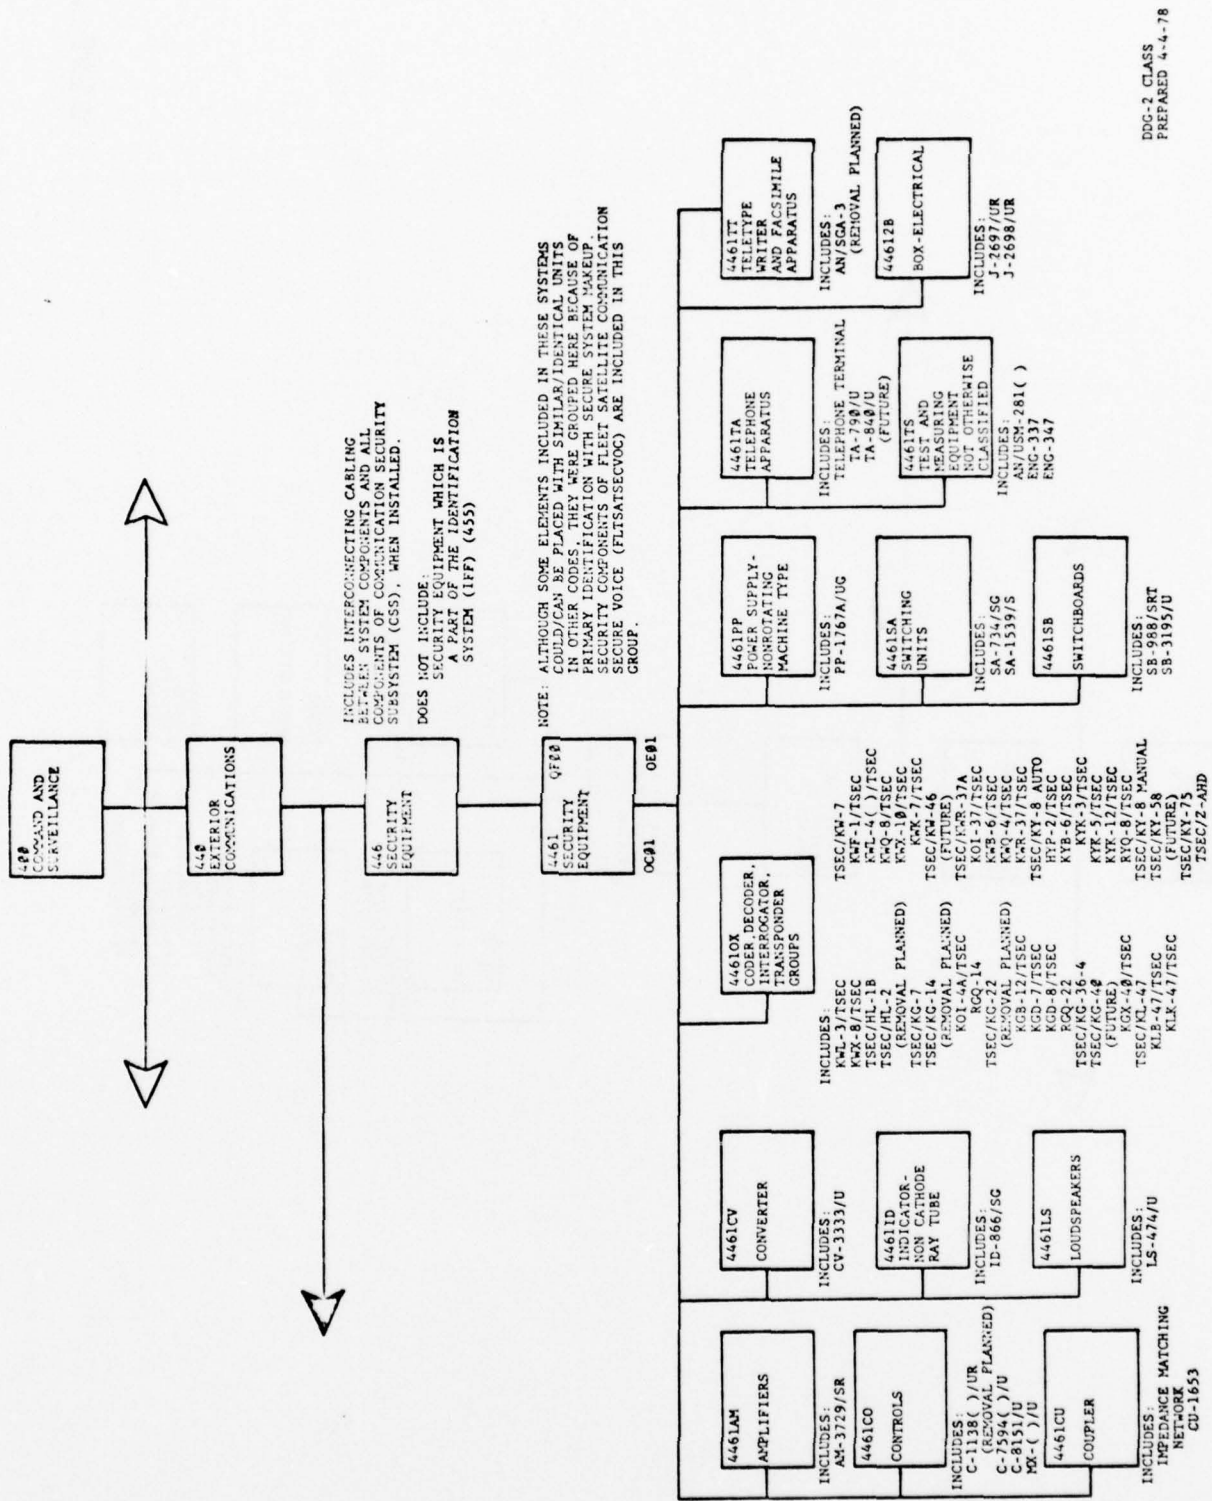 400
COMMAND AND
SURVEILLANCE
440
EXTERIOR
COMMUNICATIONS
446
SECURITY
EQUIPMENT
INCLUDES INTERCONNECTING CABLING
BETWEEN SYSTEM COMPONENTS AND ALL
COMPONENTS OF COMMUNICATION SECURITY
SUBSYSTEM (CSS), WHEN INSTALLED.
DOES NOT INCLUDE:
SECURITY EQUIPMENT WHICH IS
A PART OF THE IDENTIFICATION
SYSTEM (IFF) (455)
4461 QF00
SECURITY
EQUIPMENT
OC01 OE01
NOTE: ALTHOUGH SOME ELEMENTS INCLUDED IN THESE SYSTEMS
COULD/CAN BE PLACED WITH SIMILAR/IDENTICAL UNITS
IN OTHER CODES, THEY WERE GROUPED HERE BECAUSE OF
PRIMARY IDENTIFICATION WITH SECURE SYSTEM MAKEUP.
SECURITY COMPONENTS OF FLEET SATELLITE COMMUNICATION
SECURE VOICE (FLTSATSECVOC) ARE INCLUDED IN THIS
GROUP.
4461AM
AMPLIFIERS
INCLUDES:
AM-3729/SR
4461CO
CONTROLS
INCLUDES:
C-1138( )/UR
(REMOVAL PLANNED)
C-7594( )/U
C-8151/U
MX-( )/U
4461CU
COUPLER
INCLUDES:
IMPEDANCE MATCHING
NETWORK
CU-1653
4461CV
CONVERTER
INCLUDES:
CV-3333/U
4461ID
INDICATOR-
NON CATHODE
RAY TUBE
INCLUDES:
ID-866/SG
4461LS
LOUDSPEAKERS
INCLUDES:
LS-474/U
4461OX
CODER,DECODER,
INTERROGATOR,
TRANSPONDER
GROUPS
INCLUDES:
KWL-3/TSEC
KWX-8/TSEC
TSEC/HL-1B
TSEC/HL-2
(REMOVAL PLANNED)
TSEC/KG-7
TSEC/KG-14
(REMOVAL PLANNED)
KOI-4A/TSEC
RGQ-14
TSEC/KG-22
(REMOVAL PLANNED)
KGB-12/TSEC
KGD-7/TSEC
KGD-8/TSEC
RGQ-22
TSEC/KG-36-4
TSEC/KG-40
(FUTURE)
KGX-40/TSEC
TSEC/KL-47
KLB-47/TSEC
KLK-47/TSEC
TSEC/KW-7
KWF-1/TSEC
KWL-4( )/TSEC
KWQ-8/TSEC
KWX-10/TSEC
KWK-7/TSEC
TSEC/KW-46
(FUTURE)
TSEC/KWR-37A
KOI-37/TSEC
KWB-6/TSEC
KWQ-4/TSEC
KWR-37/TSEC
TSEC/KY-8 AUTO
HYP-2/TSEC
KYB-6/TSEC
KYK-3/TSEC
KYK-5/TSEC
KYK-12/TSEC
RYQ-8/TSEC
TSEC/KY-8 MANUAL
TSEC/KY-58
(FUTURE)
TSEC/KY-75
TSEC/Z-AHD
4461PP
POWER SUPPLY-
NONROTATING
MACHINE TYPE
INCLUDES:
PP-1767A/UG
4461SA
SWITCHING
UNITS
INCLUDES:
SA-734/SG
SA-1539/S
4461SB
SWITCHBOARDS
INCLUDES:
SB-988/SRT
SB-3195/U
4461TA
TELEPHONE
APPARATUS
INCLUDES:
TELEPHONE TERMINAL
TA-790/U
TA-840/U
(FUTURE)
4461TS
TEST AND
MEASURING
EQUIPMENT
NOT OTHERWISE
CLASSIFIED
INCLUDES:
AN/USM-281( )
ENG-337
ENG-347
4461TT
TELETYPE
WRITER
AND FACSIMILE
APPARATUS
INCLUDES:
AN/SGA-3
(REMOVAL PLANNED)
44612B
BOX-ELECTRICAL
INCLUDES:
J-2697/UR
J-2698/UR
DDG-2 CLASS
PREPARED 4-4-78